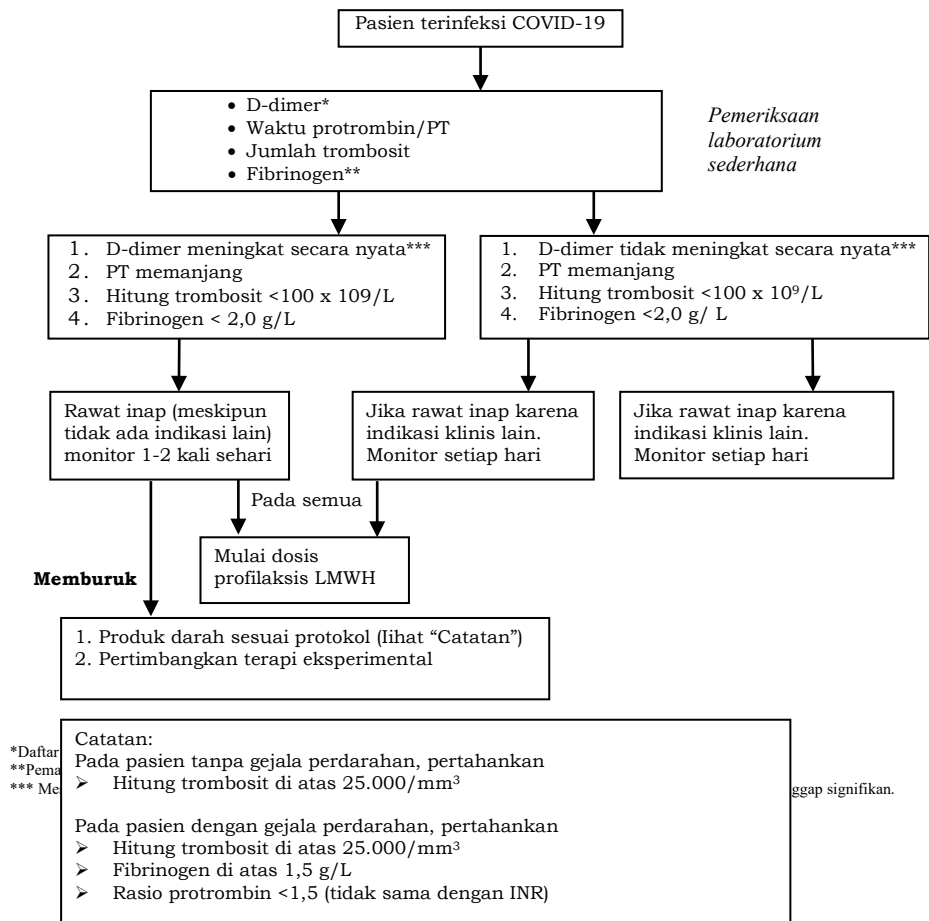 Pasien terinfeksi COVID-19
• D-dimer*
• Waktu protrombin/PT
• Jumlah trombosit
• Fibrinogen**
Pemeriksaan
laboratorium
sederhana
1. D-dimer meningkat secara nyata***
2. PT memanjang
3. Hitung trombosit <100 x 109/L
4. Fibrinogen < 2,0 g/L
1. D-dimer tidak meningkat secara nyata***
2. PT memanjang
3. Hitung trombosit <100 x 10⁹/L
4. Fibrinogen <2,0 g/ L
Rawat inap (meskipun
tidak ada indikasi lain)
monitor 1-2 kali sehari
Jika rawat inap karena
indikasi klinis lain.
Monitor setiap hari
Jika rawat inap karena
indikasi klinis lain.
Monitor setiap hari
Pada semua
Mulai dosis
profilaksis LMWH
Memburuk
1. Produk darah sesuai protokol (Iihat “Catatan”)
2. Pertimbangkan terapi eksperimental
*Daftar
**Pema
*** Me
ggap signifikan.
Catatan:
Pada pasien tanpa gejala perdarahan, pertahankan
➢ Hitung trombosit di atas 25.000/mm³
Pada pasien dengan gejala perdarahan, pertahankan
➢ Hitung trombosit di atas 25.000/mm³
➢ Fibrinogen di atas 1,5 g/L
➢ Rasio protrombin <1,5 (tidak sama dengan INR)